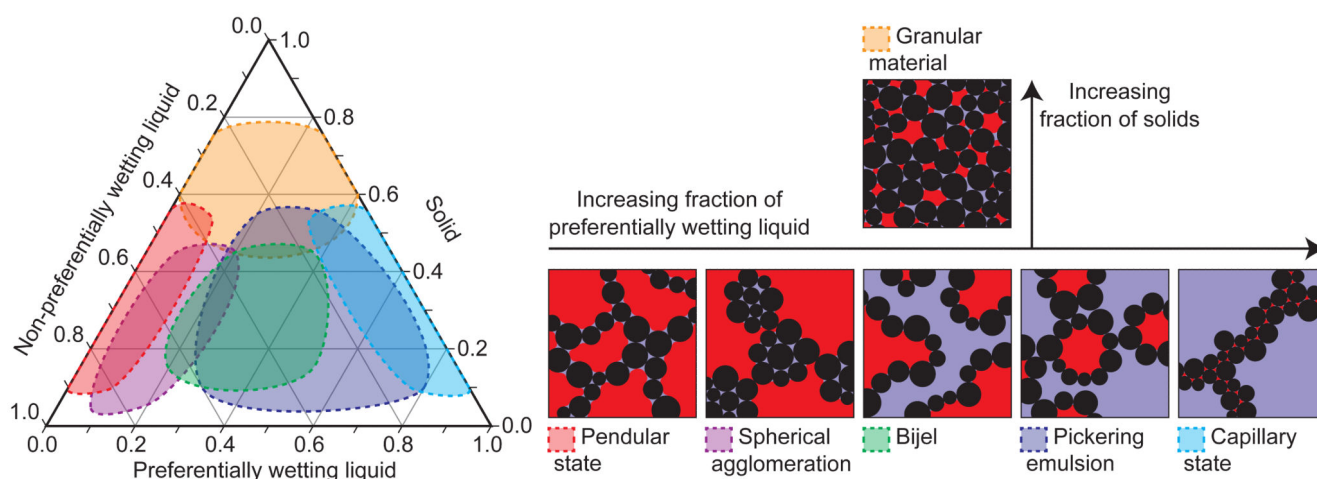 0.0
1.0
0.2
0.8
0.4
0.6
0.6
0.4
0.8
0.2
1.0
0.0
0.0
0.2
0.4
0.6
0.8
1.0
Non-preferentially wetting liquid
Solid
Preferentially wetting liquid
Granular
material
Increasing
fraction of solids
Increasing fraction of
preferentially wetting liquid
Pendular
state
Spherical
agglomeration
Bijel
Pickering
emulsion
Capillary
state